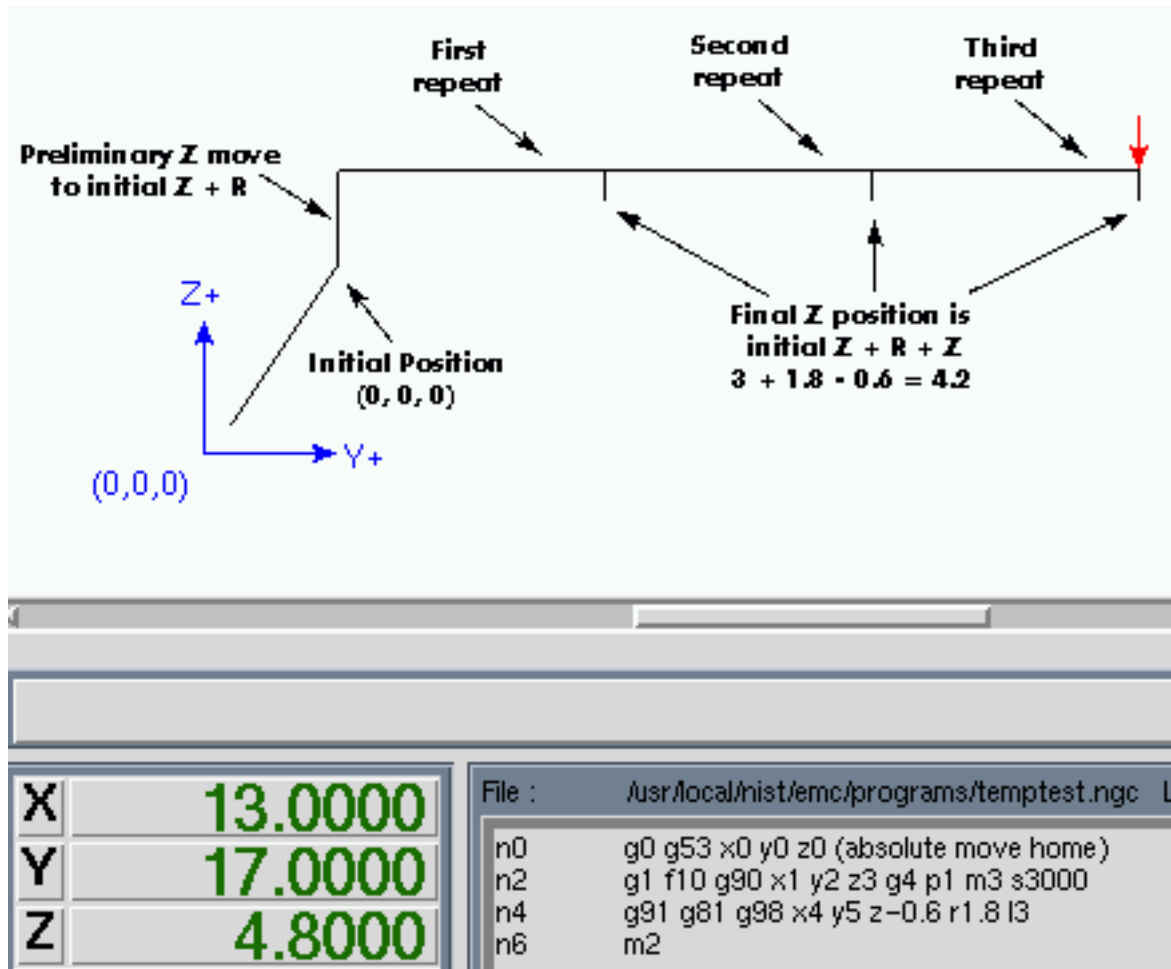 First
repeat
Second
repeat
Third
repeat
Preliminary Z move
to initial Z + R
Z+
Initial Position
(0, 0, 0)
Final Z position is
initial Z + R + Z
3 + 1.8 - 0.6 = 4.2
Y+
(0,0,0)
X 13.0000
Y 17.0000
Z 4.8000
File : /usr/local/nist/emc/programs/temptest.ngc
n0 g0 g53 x0 y0 z0 (absolute move home)
n2 g1 f10 g90 x1 y2 z3 g4 p1 m3 s3000
n4 g91 g81 g98 x4 y5 z-0.6 r1.8 l3
n6 m2